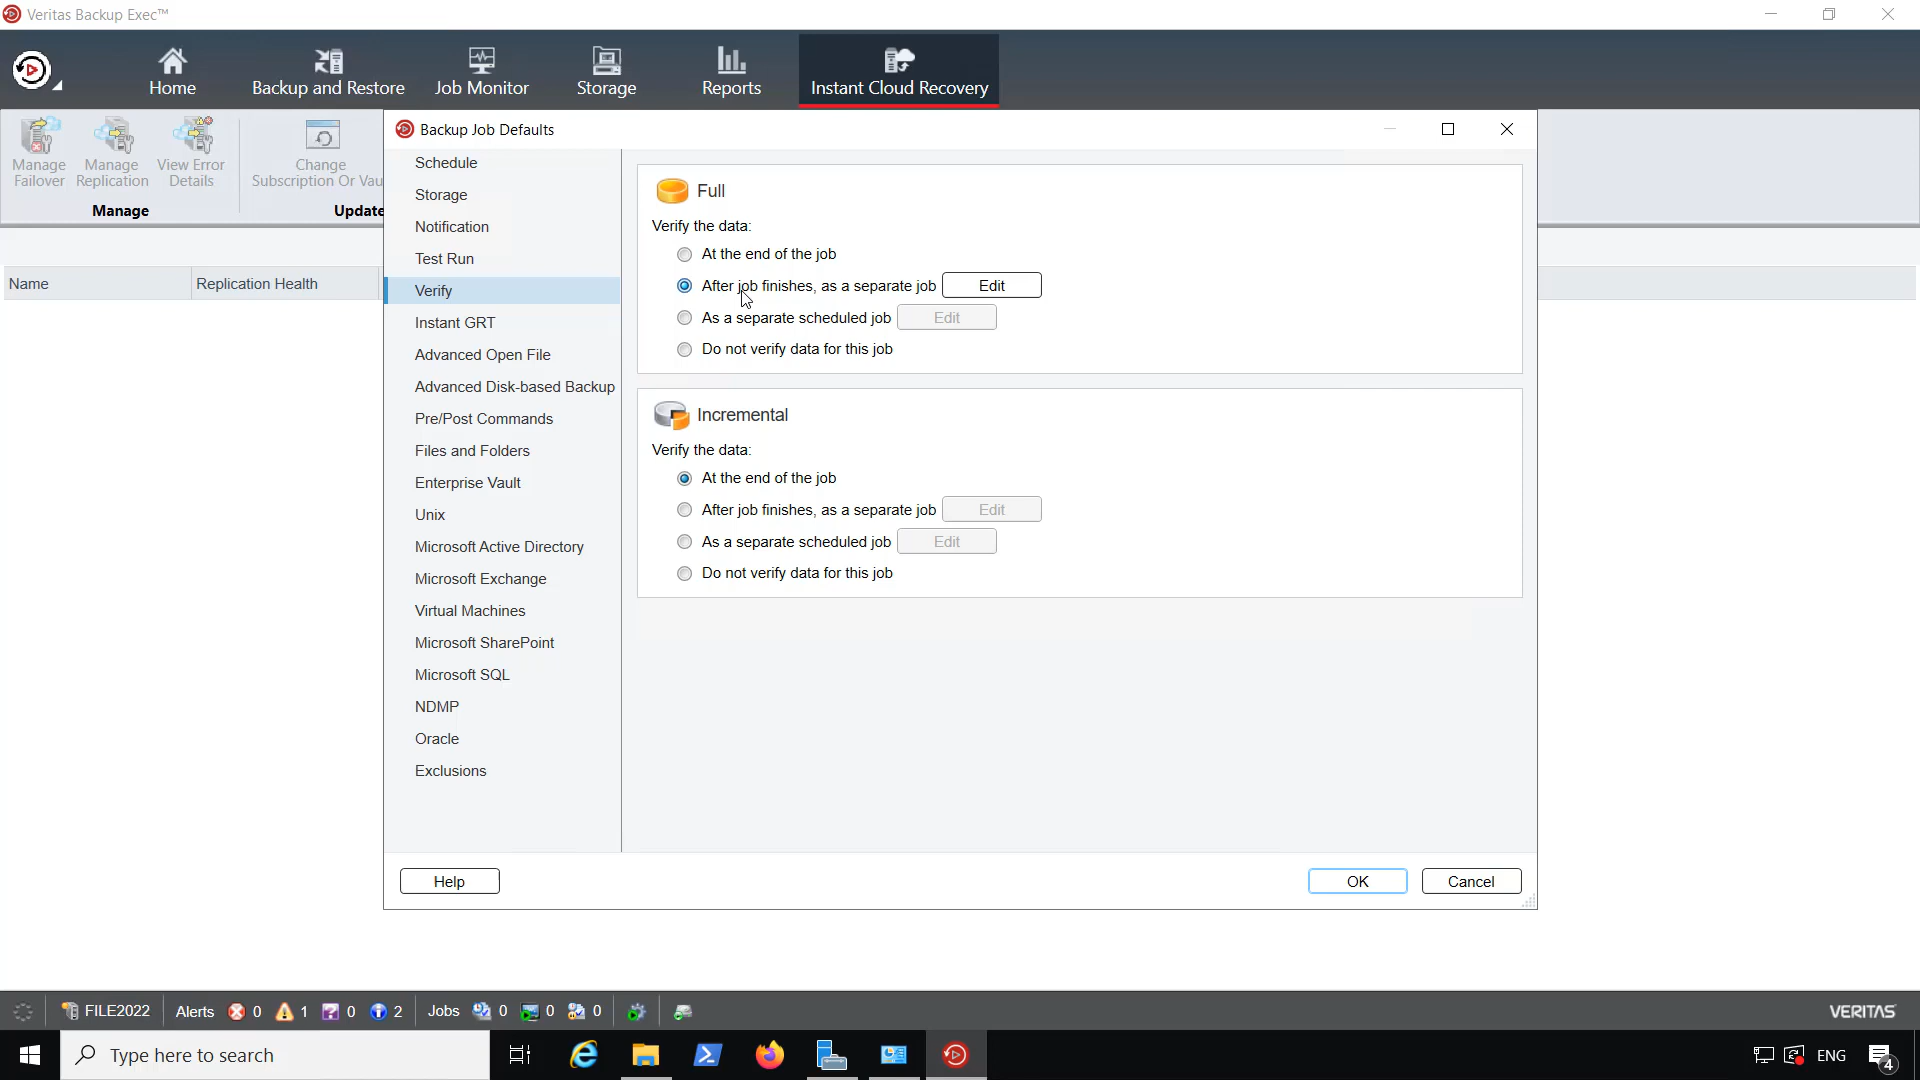 Veritas Backup Exec™
Home
Backup and Restore
Job Monitor
Storage
Reports
Instant Cloud Recovery
Manage Failover
Manage Replication
View Error Details
Change Subscription Or Vau
Manage
Update
Name
Replication Health
Backup Job Defaults
Schedule
Storage
Notification
Test Run
Verify
Instant GRT
Advanced Open File
Advanced Disk-based Backup
Pre/Post Commands
Files and Folders
Enterprise Vault
Unix
Microsoft Active Directory
Microsoft Exchange
Virtual Machines
Microsoft SharePoint
Microsoft SQL
NDMP
Oracle
Exclusions
Full
Verify the data:
At the end of the job
After job finishes, as a separate job Edit
As a separate scheduled job Edit
Do not verify data for this job
Incremental
Verify the data:
At the end of the job
After job finishes, as a separate job Edit
As a separate scheduled job Edit
Do not verify data for this job
Help
OK
Cancel
FILE2022 Alerts 0 1 0 2 Jobs 0 0 0
VERITAS
Type here to search
ENG
4